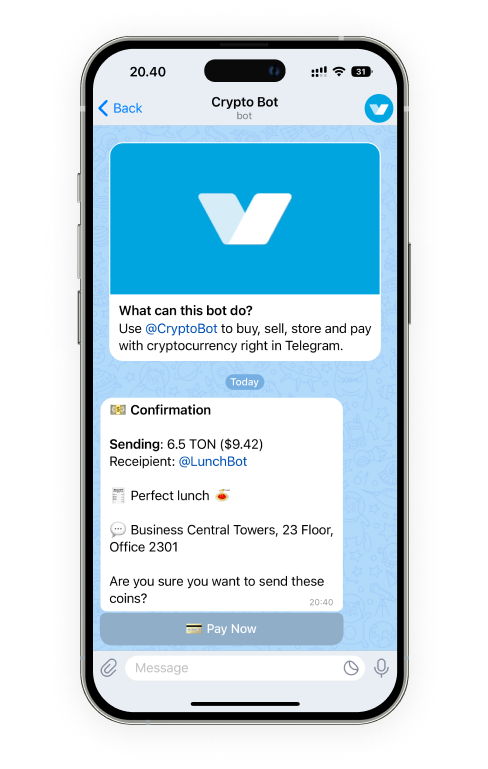 20.40
31
Back
Crypto Bot
bot
What can this bot do?
Use @CryptoBot to buy, sell, store and pay
with cryptocurrency right in Telegram.
Today
Confirmation
Sending: 6.5 TON ($9.42)
Receipient: @LunchBot
Perfect lunch
Business Central Towers, 23 Floor,
Office 2301
Are you sure you want to send these
coins?
20:40
Pay Now
Message